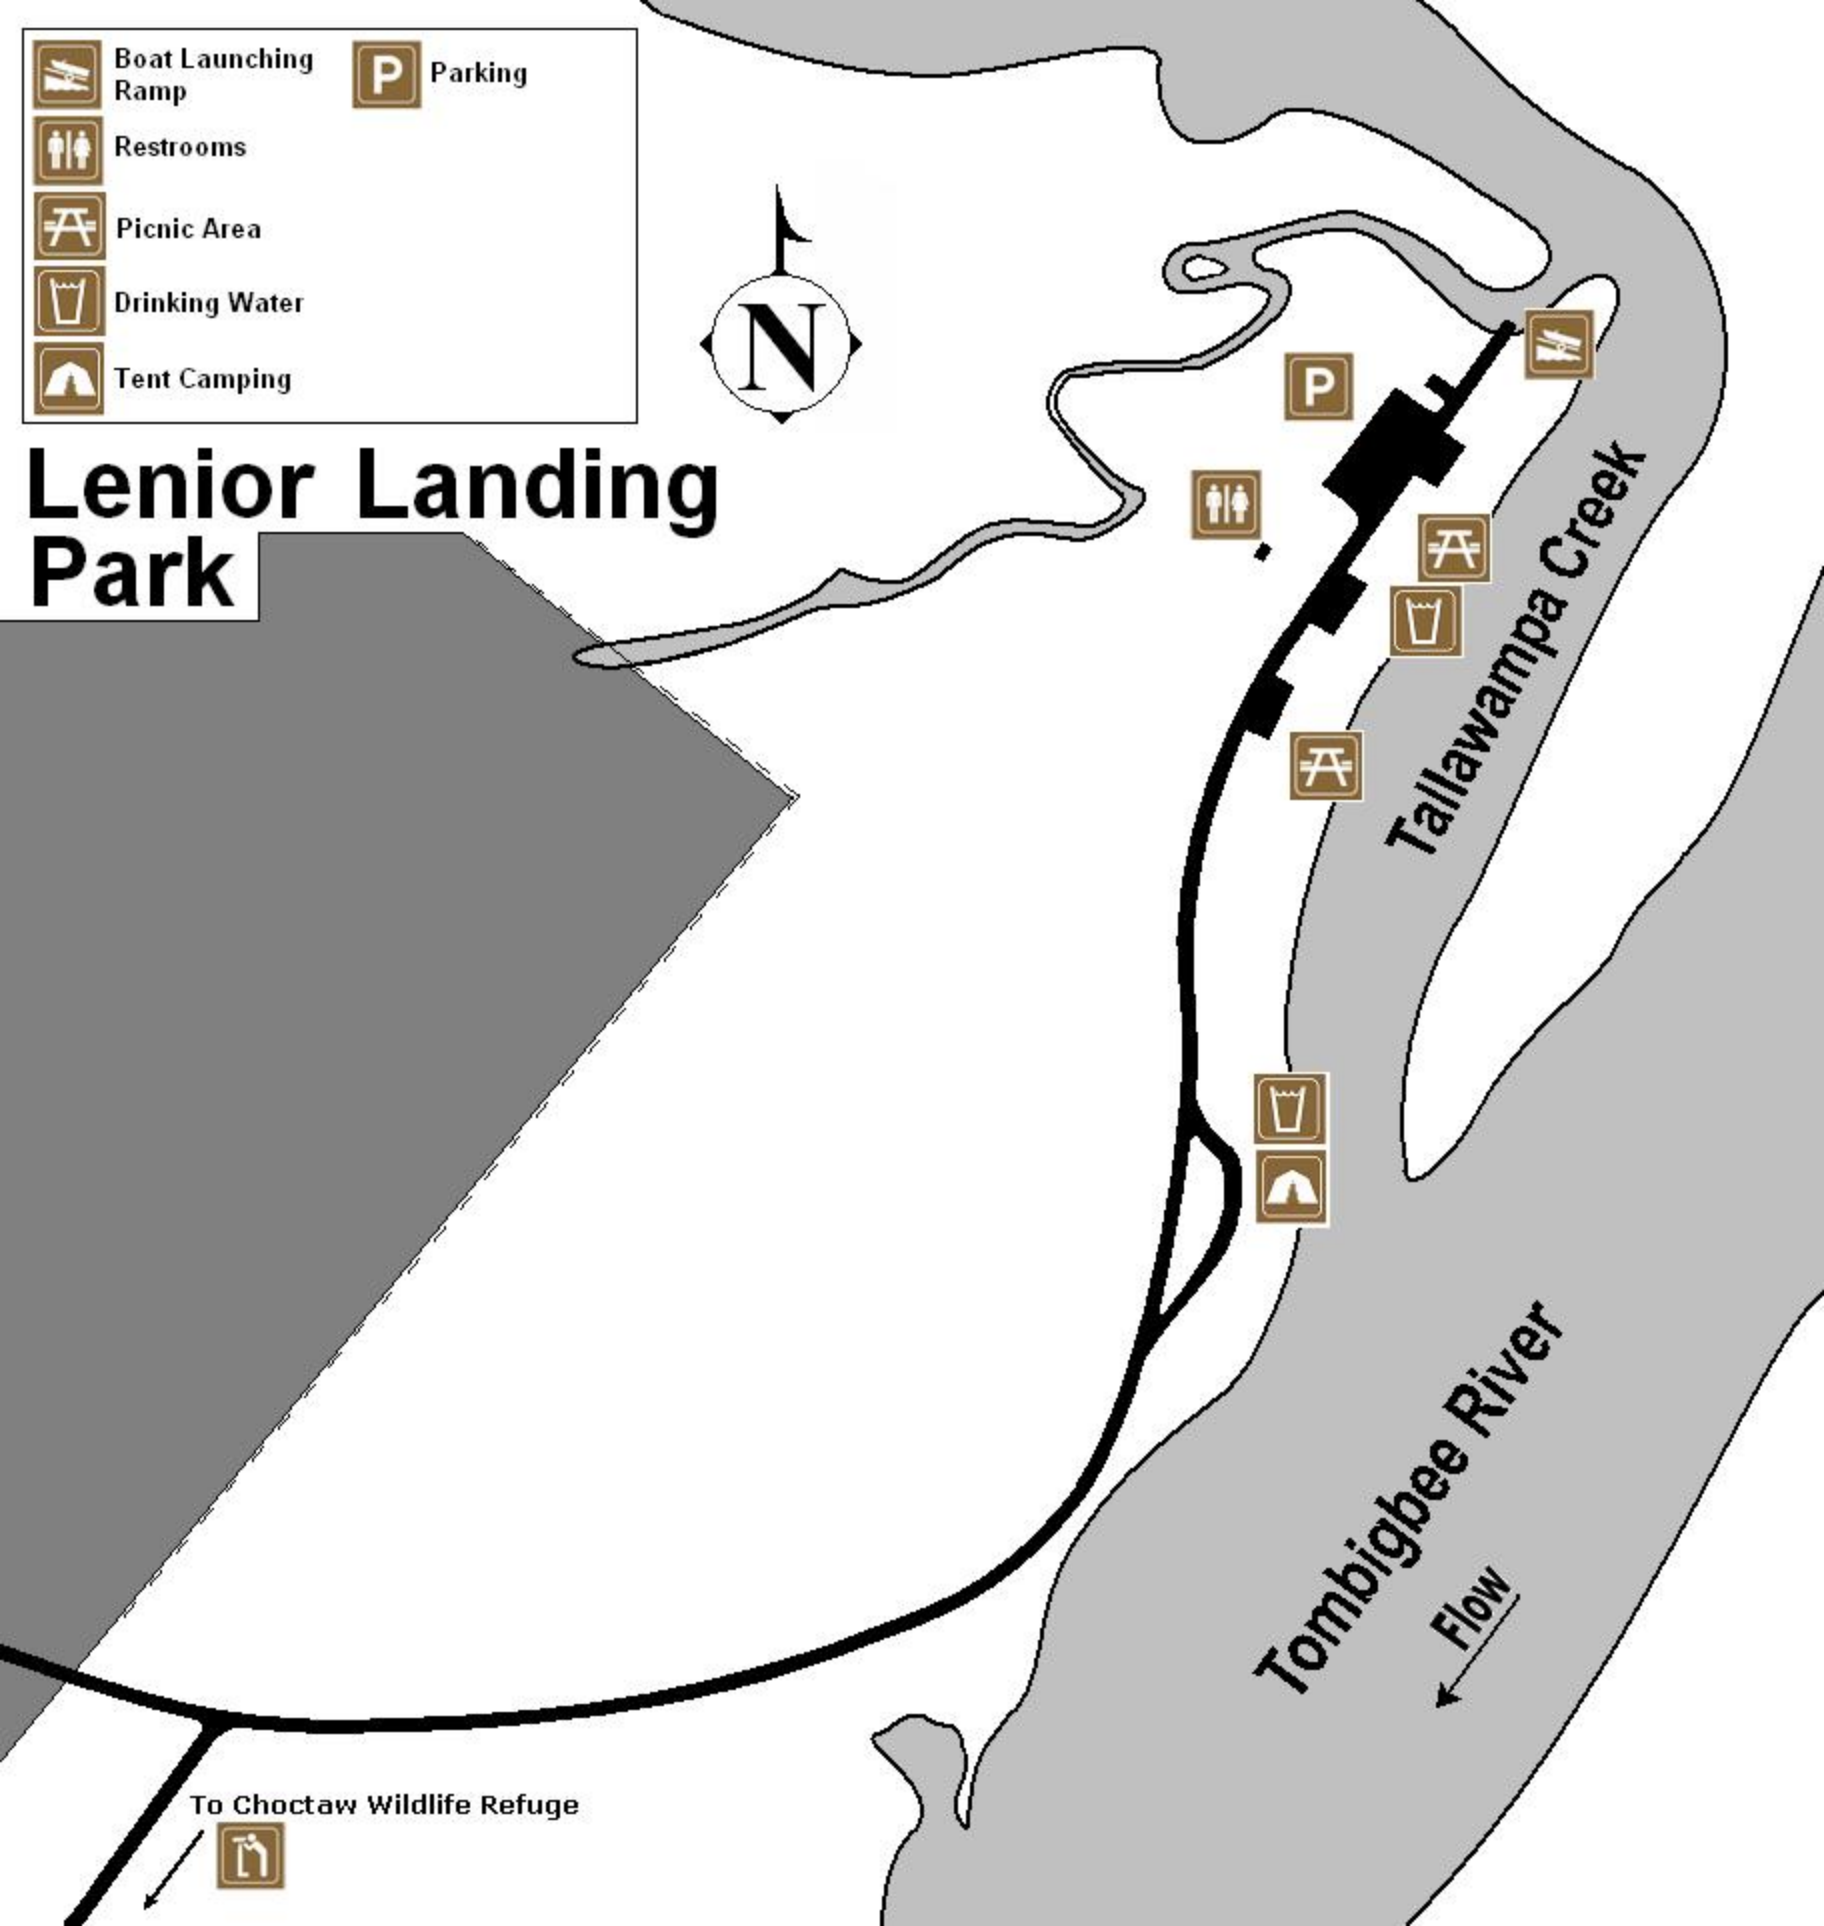 Boat Launching
Ramp
P Parking
Restrooms
Picnic Area
Drinking Water
Tent Camping
Lenior Landing
Park
N
P
Tallawampa Creek
Tombigbee River
Flow
To Choctaw Wildlife Refuge